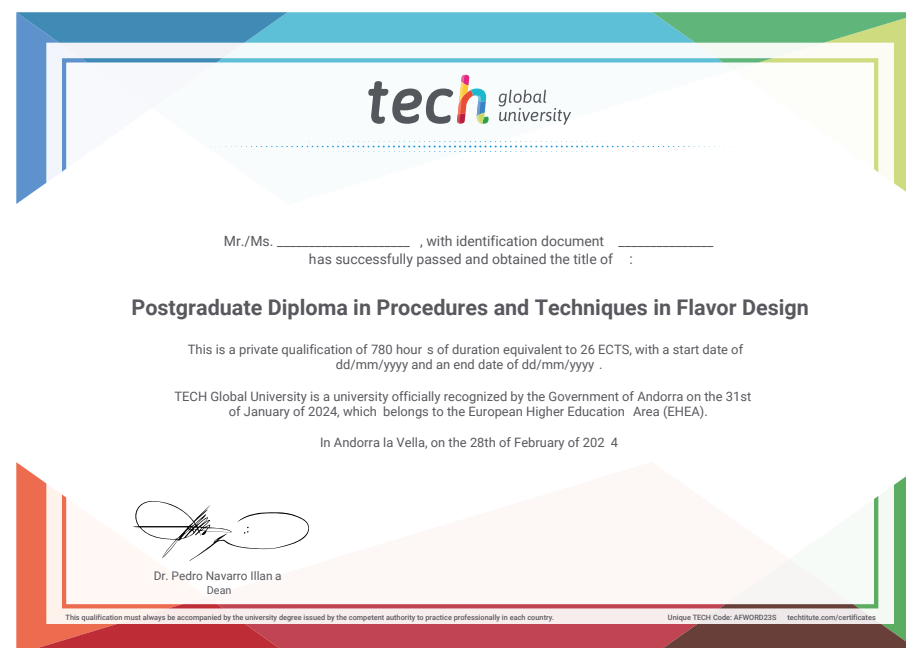 tech global
university
Mr./Ms. _________________ , with identification document ____________
has successfully passed and obtained the title of :
Postgraduate Diploma in Procedures and Techniques in Flavor Design
This is a private qualification of 780 hour s of duration equivalent to 26 ECTS, with a start date of
dd/mm/yyyy and an end date of dd/mm/yyyy .
TECH Global University is a university officially recognized by the Government of Andorra on the 31st
of January of 2024, which belongs to the European Higher Education Area (EHEA).
In Andorra la Vella, on the 28th of February of 202 4
Dr. Pedro Navarro Illan a
Dean
This qualification must always be accompanied by the university degree issued by the competent authority to practice professionally in each country.
Unique TECH Code: AFWORD23S techtitute.com/certificates